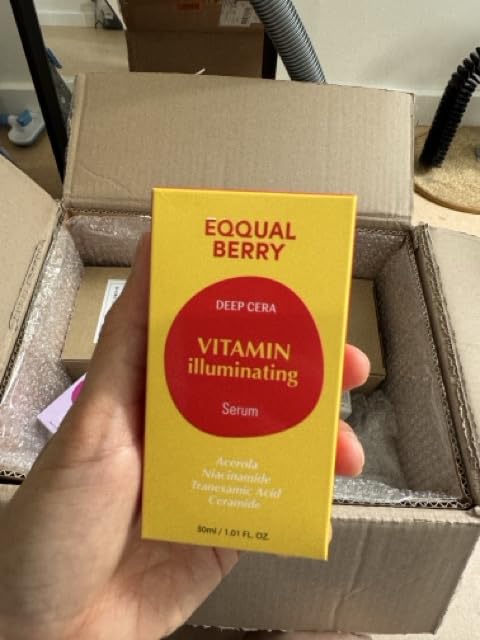 EQQUAL
BERRY
DEEP CERA
VITAMIN
illuminating
Serum
Acerola
Niacinamide
Tranexamic Acid
Ceramide
30ml / 1.01 FL. OZ.